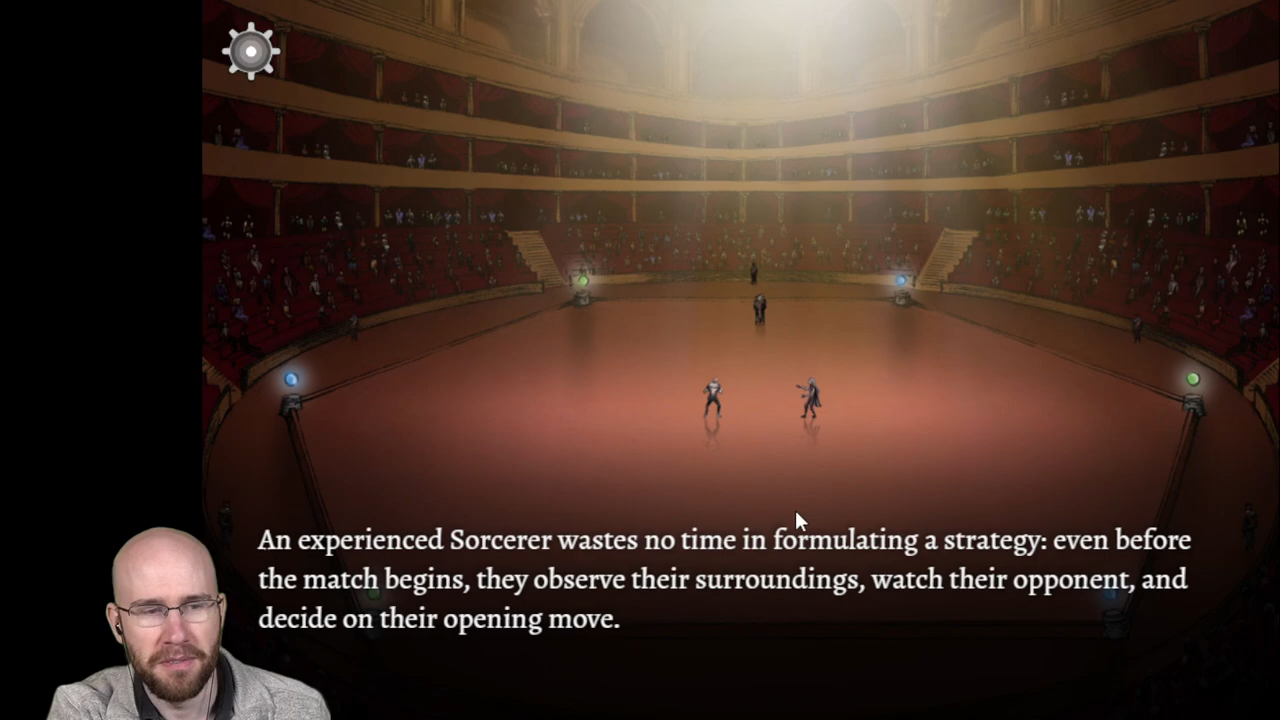 An experienced Sorcerer wastes no time in formulating a strategy: even before
the match begins, they observe their surroundings, watch their opponent, and
decide on their opening move.